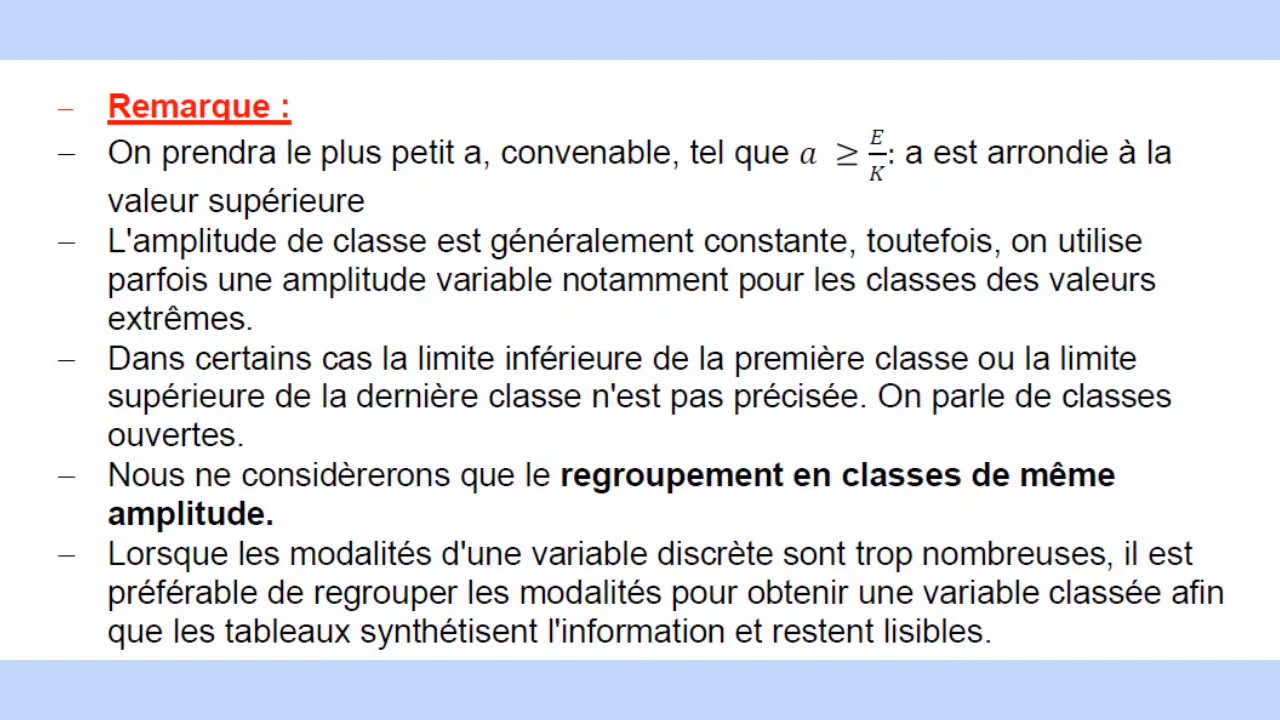 – Remarque :
– On prendra le plus petit a, convenable, tel que a ≥ E/K: a est arrondie à la
valeur supérieure
– L'amplitude de classe est généralement constante, toutefois, on utilise
parfois une amplitude variable notamment pour les classes des valeurs
extrêmes.
– Dans certains cas la limite inférieure de la première classe ou la limite
supérieure de la dernière classe n'est pas précisée. On parle de classes
ouvertes.
– Nous ne considèrerons que le regroupement en classes de même
amplitude.
– Lorsque les modalités d'une variable discrète sont trop nombreuses, il est
préférable de regrouper les modalités pour obtenir une variable classée afin
que les tableaux synthétisent l'information et restent lisibles.